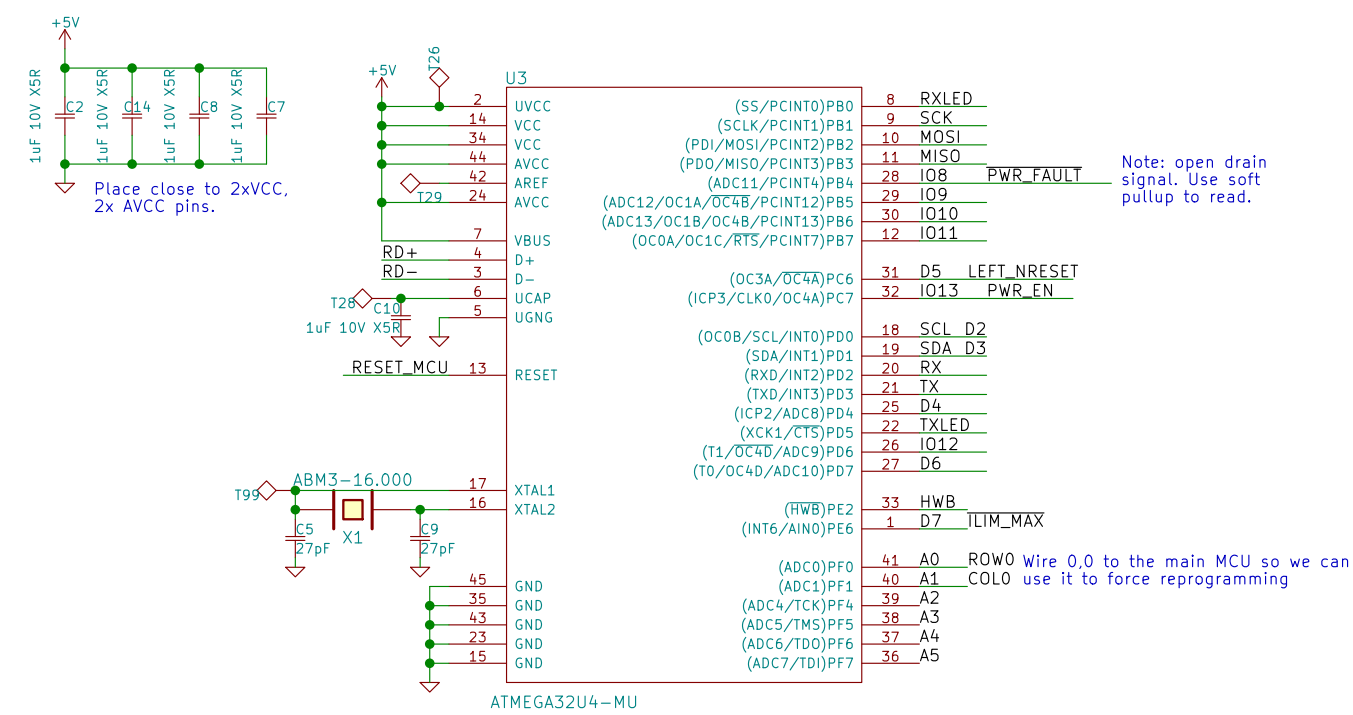 +5V
1uF 10V X5R
C2
1uF 10V X5R
C14
1uF 10V X5R
C8
1uF 10V X5R
C7
Place close to 2xVCC,
2x AVCC pins.
+5V
T26
U3
2 UVCC
14 VCC
34 VCC
44 AVCC
42 AREF
T29
24 AVCC
7 VBUS
RD+ 4 D+
RD- 3 D-
T28 6 UCAP
C10
1uF 10V X5R
5 UGNG
RESET_MCU 13 RESET
ABM3-16.000
T99 17 XTAL1
16 XTAL2
X1
C5
27pF
C9
27pF
45 GND
35 GND
43 GND
23 GND
15 GND
(SS/PCINT0)PB0 8 RXLED
(SCLK/PCINT1)PB1 9 SCK
(PDI/MOSI/PCINT2)PB2 10 MOSI
(PDO/MISO/PCINT3)PB3 11 MISO
(ADC11/PCINT4)PB4 28 IO8 PWR_FAULT
(ADC12/OC1A/OC4B/PCINT12)PB5 29 IO9
(ADC13/OC1B/OC4B/PCINT13)PB6 30 IO10
(OC0A/OC1C/RTS/PCINT7)PB7 12 IO11
Note: open drain
signal. Use soft
pullup to read.
(OC3A/OC4A)PC6 31 D5 LEFT_NRESET
(ICP3/CLK0/OC4A)PC7 32 IO13 PWR_EN
(OC0B/SCL/INT0)PD0 18 SCL D2
(SDA/INT1)PD1 19 SDA D3
(RXD/INT2)PD2 20 RX
(TXD/INT3)PD3 21 TX
(ICP2/ADC8)PD4 25 D4
(XCK1/CTS)PD5 22 TXLED
(T1/OC4D/ADC9)PD6 26 IO12
(T0/OC4D/ADC10)PD7 27 D6
(HWB)PE2 33 HWB
(INT6/AIN0)PE6 1 D7 ILIM_MAX
(ADC0)PF0 41 A0 ROW0
(ADC1)PF1 40 A1 COL0
Wire 0,0 to the main MCU so we can
use it to force reprogramming
(ADC4/TCK)PF4 39 A2
(ADC5/TMS)PF5 38 A3
(ADC6/TDO)PF6 37 A4
(ADC7/TDI)PF7 36 A5
ATMEGA32U4-MU